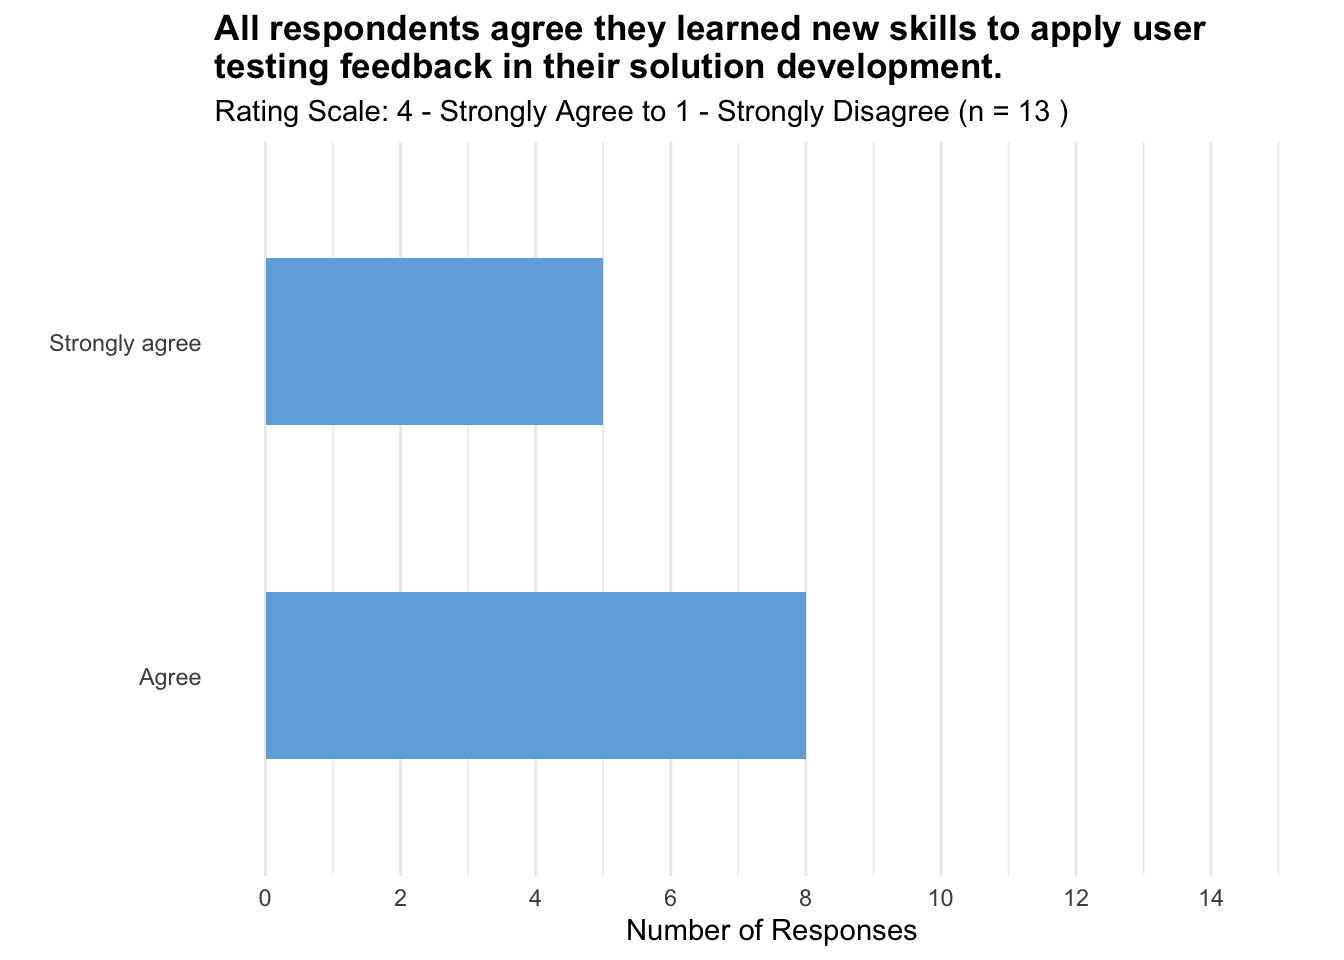 All respondents agree they learned new skills to apply user
testing feedback in their solution development.
Rating Scale: 4 - Strongly Agree to 1 - Strongly Disagree (n = 13 )
Strongly agree
Agree
0 2 4 6 8 10 12 14
Number of Responses